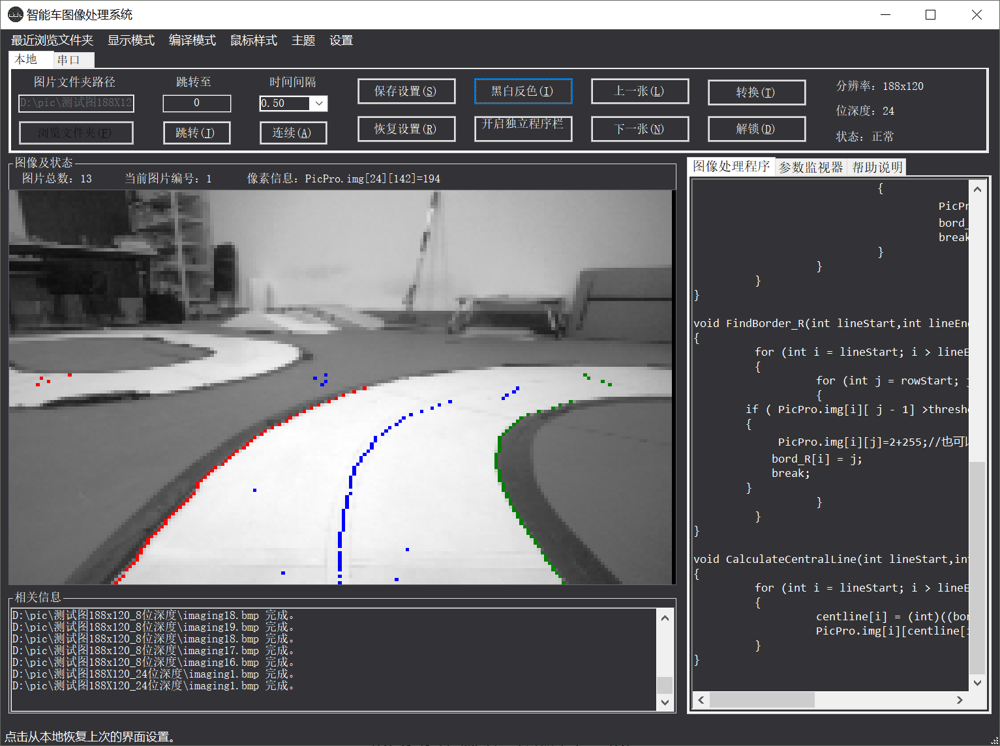 智能车图像处理系统
最近浏览文件夹 显示模式 编译模式 鼠标样式 主题 设置
本地 串口
图片文件夹路径 跳转至 时间间隔
D:\pic\测试图188X12 0 0.50
浏览文件夹(F) 跳转(J) 连续(A)
保存设置(S) 黑白反色(I) 上一张(L) 转换(T)
恢复设置(R) 开启独立程序栏 下一张(N) 解锁(D)
分辨率：188x120
位深度：24
状态：正常
图像及状态
图片总数：13 当前图片编号：1 像素信息：PicPro.img[24][142]=194
相关信息
D:\pic\测试图188x120_8位深度\imaging18.bmp 完成。
D:\pic\测试图188x120_8位深度\imaging19.bmp 完成。
D:\pic\测试图188x120_8位深度\imaging18.bmp 完成。
D:\pic\测试图188x120_8位深度\imaging17.bmp 完成。
D:\pic\测试图188x120_8位深度\imaging16.bmp 完成。
D:\pic\测试图188X120_24位深度\imaging1.bmp 完成。
D:\pic\测试图188X120_24位深度\imaging1.bmp 完成。
图像处理程序 参数监视器 帮助说明
{
PicPr
bord_
break
}
}
}
}
void FindBorder_R(int lineStart,int lineEn
{
for (int i = lineStart; i > lineE
{
for (int j = rowStart; j
{
if ( PicPro.img[i][ j - 1] >thresh
{
PicPro.img[i][j]=2+255;//也可
bord_R[i] = j;
break;
}
}
}
}
void CalculateCentralLine(int lineStart,in
{
for (int i = lineStart; i > lineE
{
centline[i] = (int)((bor
PicPro.img[i][centline[i
}
}
点击从本地恢复上次的界面设置。